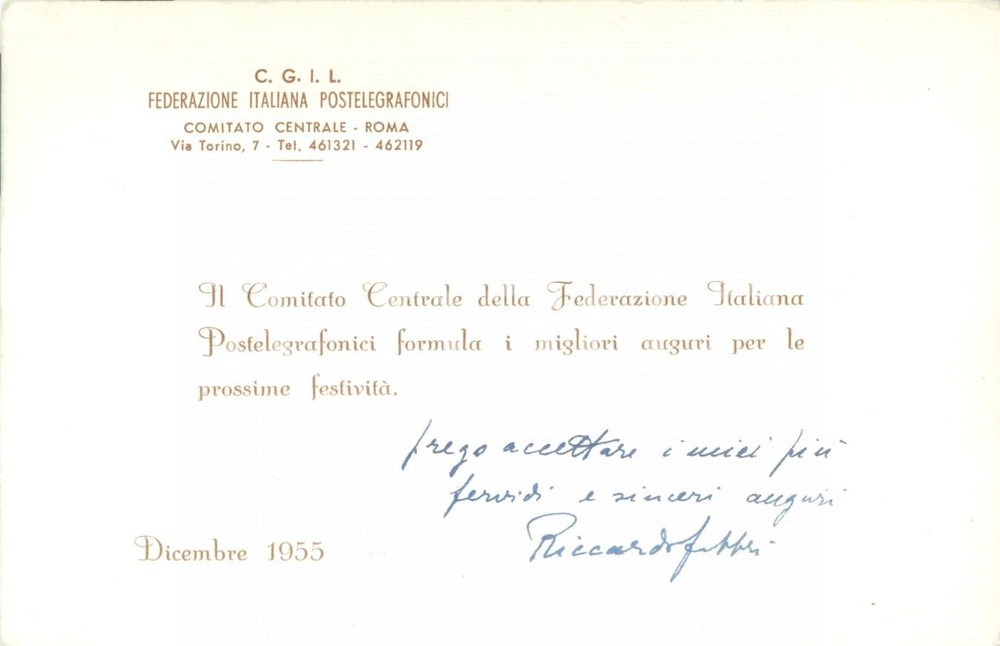 C. G. I. L.
FEDERAZIONE ITALIANA POSTELEGRAFONICI
COMITATO CENTRALE - ROMA
Via Torino, 7 - Tel. 461321 - 462119
Il Comitato Centrale della Federazione Italiana
Postelegrafonici formula i migliori auguri per le
prossime festività.
prego accettare i miei più
fervidi e sinceri auguri
Riccardo Fabbri
Dicembre 1955